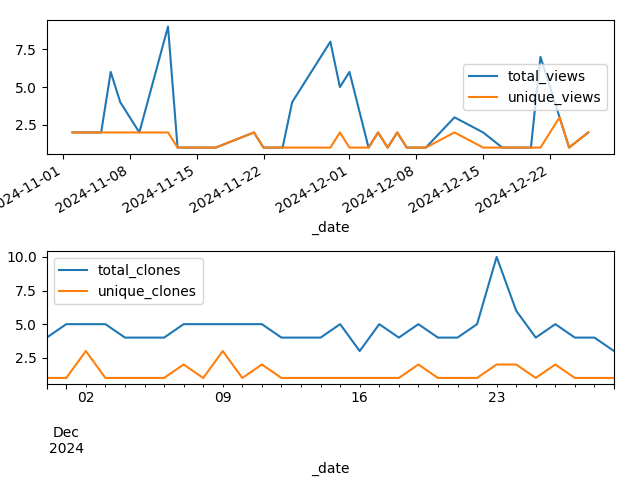 7.5
5.0
2.5
total_views
unique_views
2024-11-01
2024-11-08
2024-11-15
2024-11-22
2024-12-01
2024-12-08
2024-12-15
2024-12-22
_date
10.0
7.5
5.0
2.5
total_clones
unique_clones
02
09
16
23
Dec
2024
_date